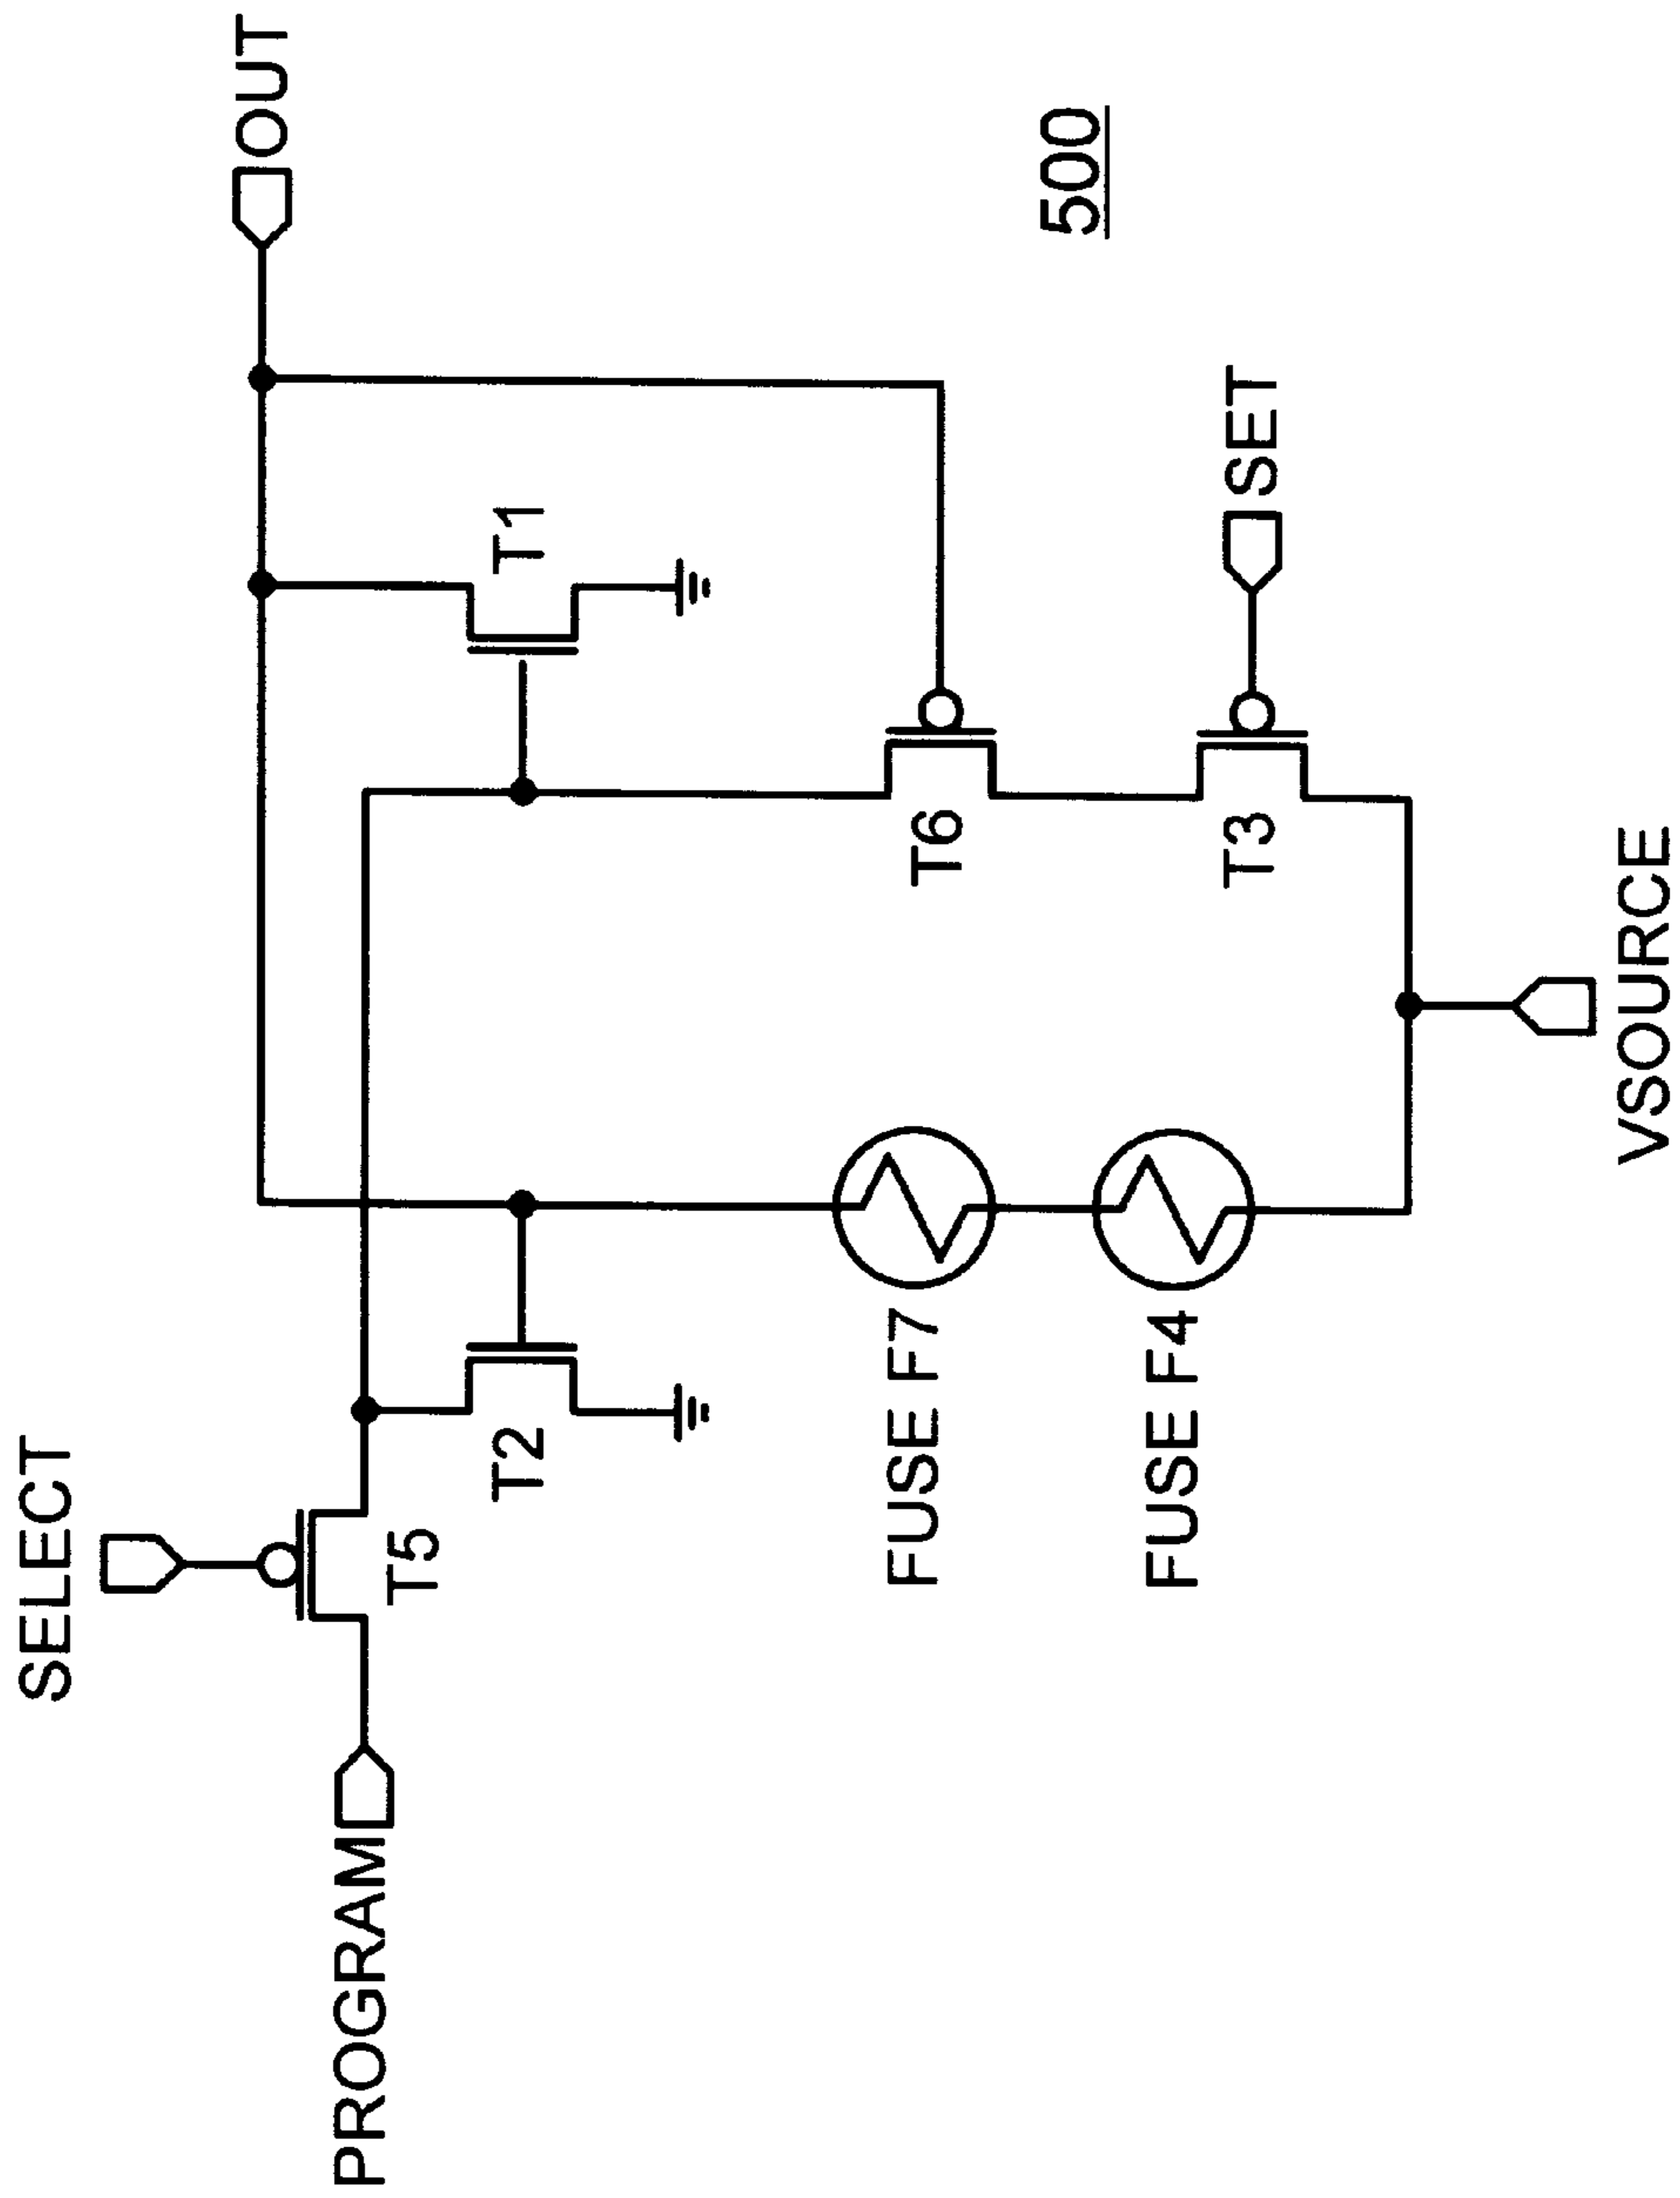 SELECT
PROGRAM
T5
T2
T1
OUT
FUSE F7
FUSE F4
T6
T3
SET
VSOURCE
500